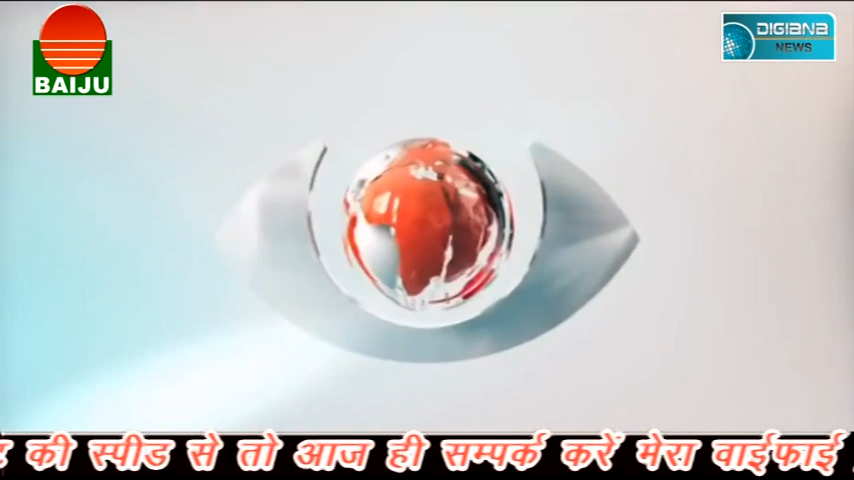 BAIJU
DIGIANA
NEWS
की स्पीड से तो आज ही सम्पर्क करें मेरा वाईफाई